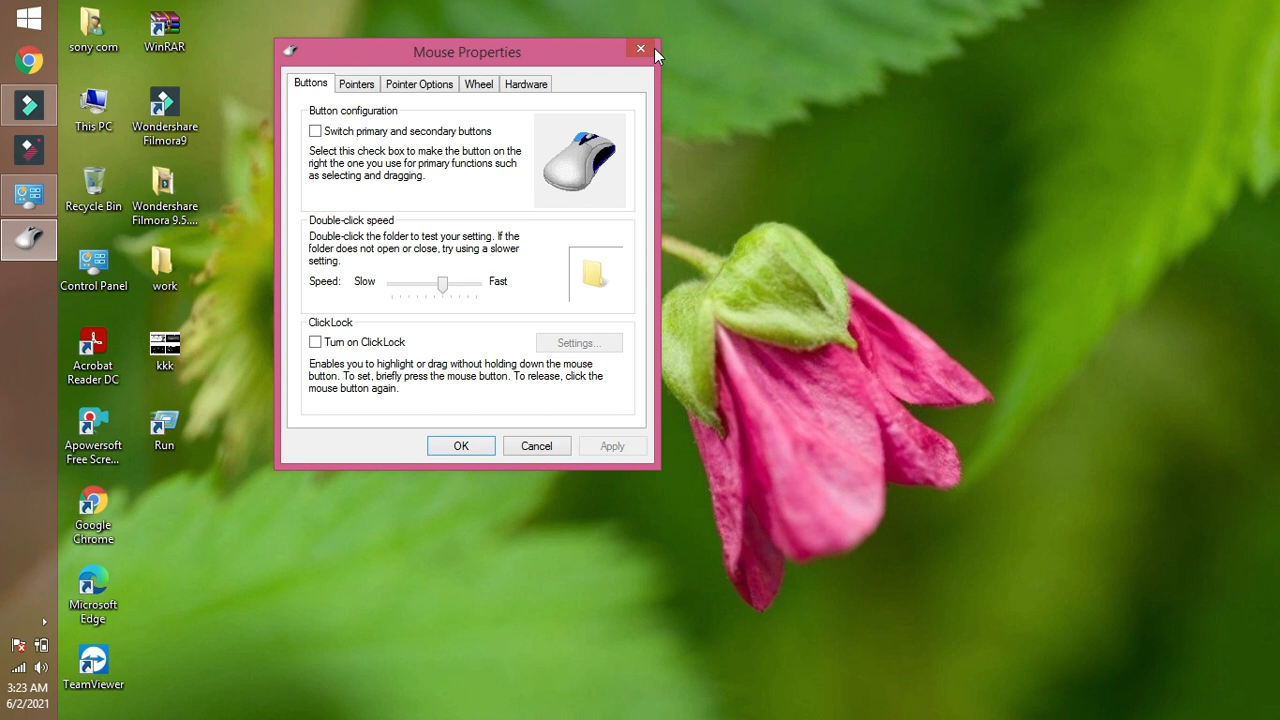 sony com
WinRAR
This PC
Wondershare
Filmora9
Recycle Bin
Wondershare
Filmora 9.5....
Control Panel
work
Acrobat
Reader DC
kkk
Apowersoft
Free Scre...
Run
Google
Chrome
Microsoft
Edge
TeamViewer
3:23 AM
6/2/2021
Mouse Properties
Buttons
Pointers
Pointer Options
Wheel
Hardware
Button configuration
Switch primary and secondary buttons
Select this check box to make the button on the
right the one you use for primary functions such
as selecting and dragging.
Double-click speed
Double-click the folder to test your setting. If the
folder does not open or close, try using a slower
setting.
Speed: Slow Fast
ClickLock
Turn on ClickLock
Settings...
Enables you to highlight or drag without holding down the mouse
button. To set, briefly press the mouse button. To release, click the
mouse button again.
OK
Cancel
Apply